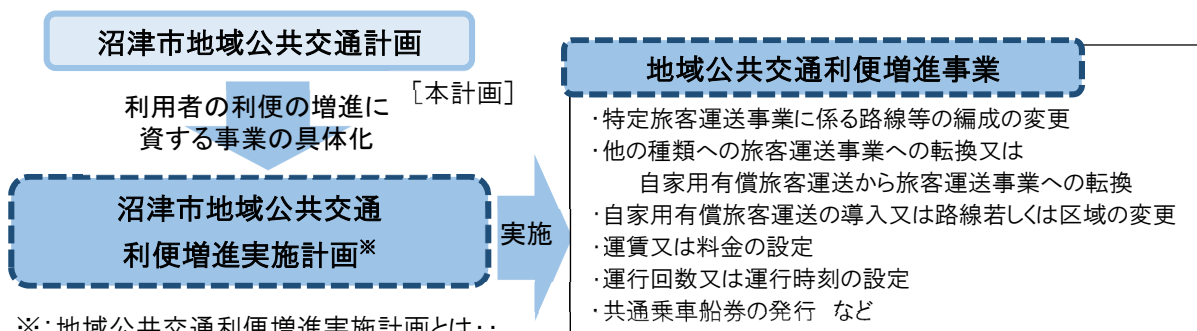 沼津市地域公共交通計画
[本計画]
利用者の利便の増進に
資する事業の具体化
沼津市地域公共交通
利便増進実施計画※
実施
地域公共交通利便増進事業
・特定旅客運送事業に係る路線等の編成の変更
・他の種類への旅客運送事業への転換又は
自家用有償旅客運送から旅客運送事業への転換
・自家用有償旅客運送の導入又は路線若しくは区域の変更
・運賃又は料金の設定
・運行回数又は運行時刻の設定
・共通乗車船券の発行 など
※:地域公共交通利便増進実施計画とは‥